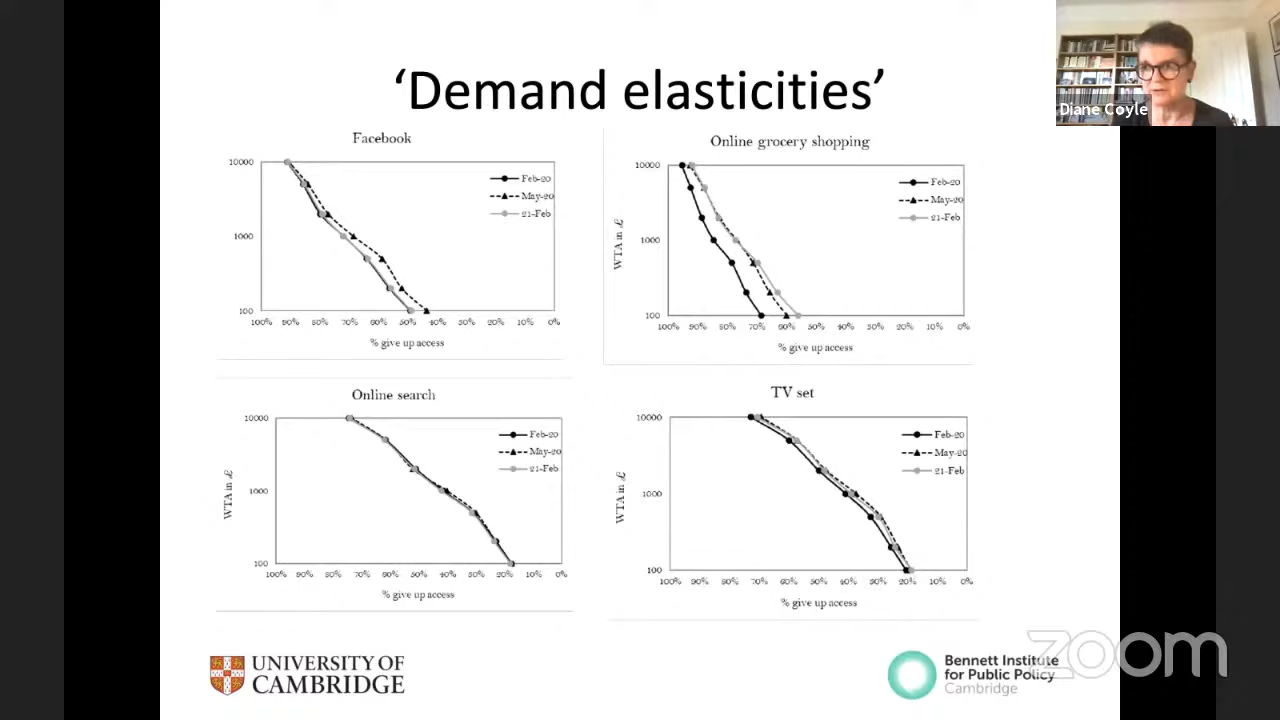 'Demand elasticities'
Diane Coyle
Facebook
10000
1000
100
100% 90% 80% 70% 60% 50% 40% 30% 20% 10% 0%
% give up access
Feb-20
May-20
21-Feb
Online grocery shopping
WTA in £
10000
1000
100
100% 90% 80% 70% 60% 50% 40% 30% 20% 10% 0%
% give up access
Feb-20
May-20
21-Feb
Online search
WTA in £
10000
1000
100
100% 90% 80% 70% 60% 50% 40% 30% 20% 10% 0%
% give up access
Feb-20
May-20
21-Feb
TV set
WTA in £
10000
1000
100
100% 90% 80% 70% 60% 50% 40% 30% 20% 10% 0%
% give up access
Feb-20
May-20
21-Feb
UNIVERSITY OF
CAMBRIDGE
Bennett Institute
for Public Policy
Cambridge
zoom